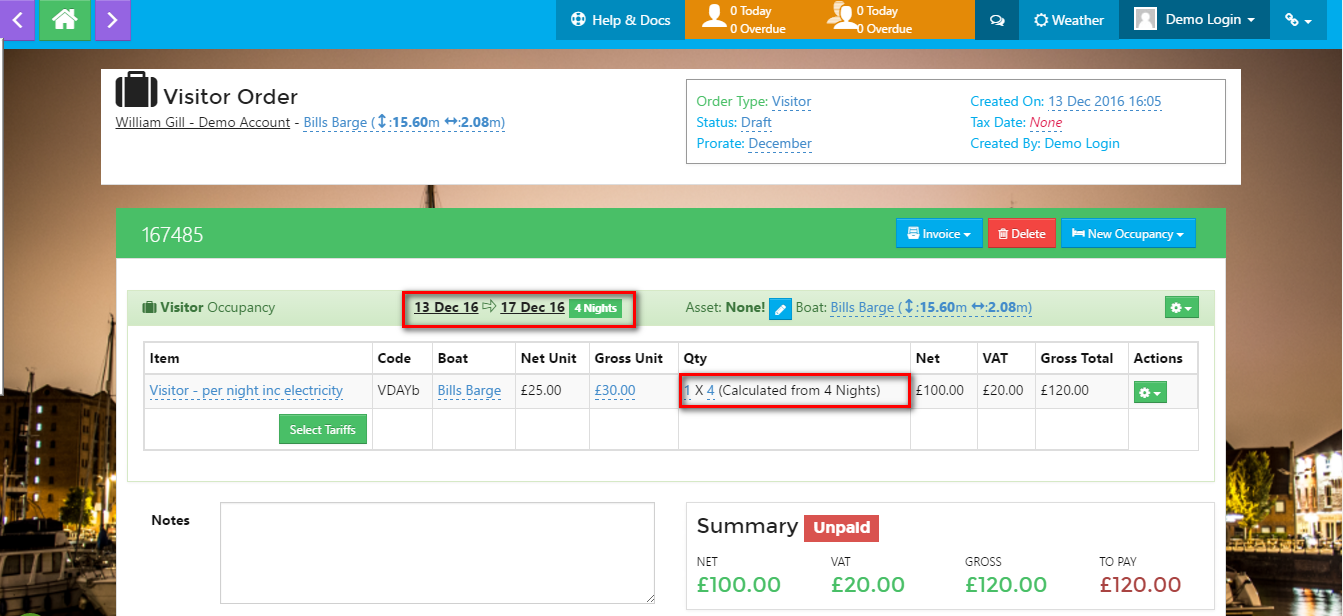 Help & Docs
0 Today
0 Overdue
0 Today
0 Overdue
Weather
Demo Login
Visitor Order
William Gill - Demo Account - Bills Barge (↕:15.60m ↔:2.08m)
Order Type: Visitor
Status: Draft
Prorate: December
Created On: 13 Dec 2016 16:05
Tax Date: None
Created By: Demo Login
167485
Invoice
Delete
New Occupancy
Visitor Occupancy
13 Dec 16 ⇨ 17 Dec 16 4 Nights
Asset: None! Boat: Bills Barge (↕:15.60m ↔:2.08m)
Item Code Boat Net Unit Gross Unit Qty Net VAT Gross Total Actions
Visitor - per night inc electricity VDAYb Bills Barge £25.00 £30.00 1 X 4 (Calculated from 4 Nights) £100.00 £20.00 £120.00
Select Tariffs
Notes
Summary Unpaid
NET VAT GROSS TO PAY
£100.00 £20.00 £120.00 £120.00